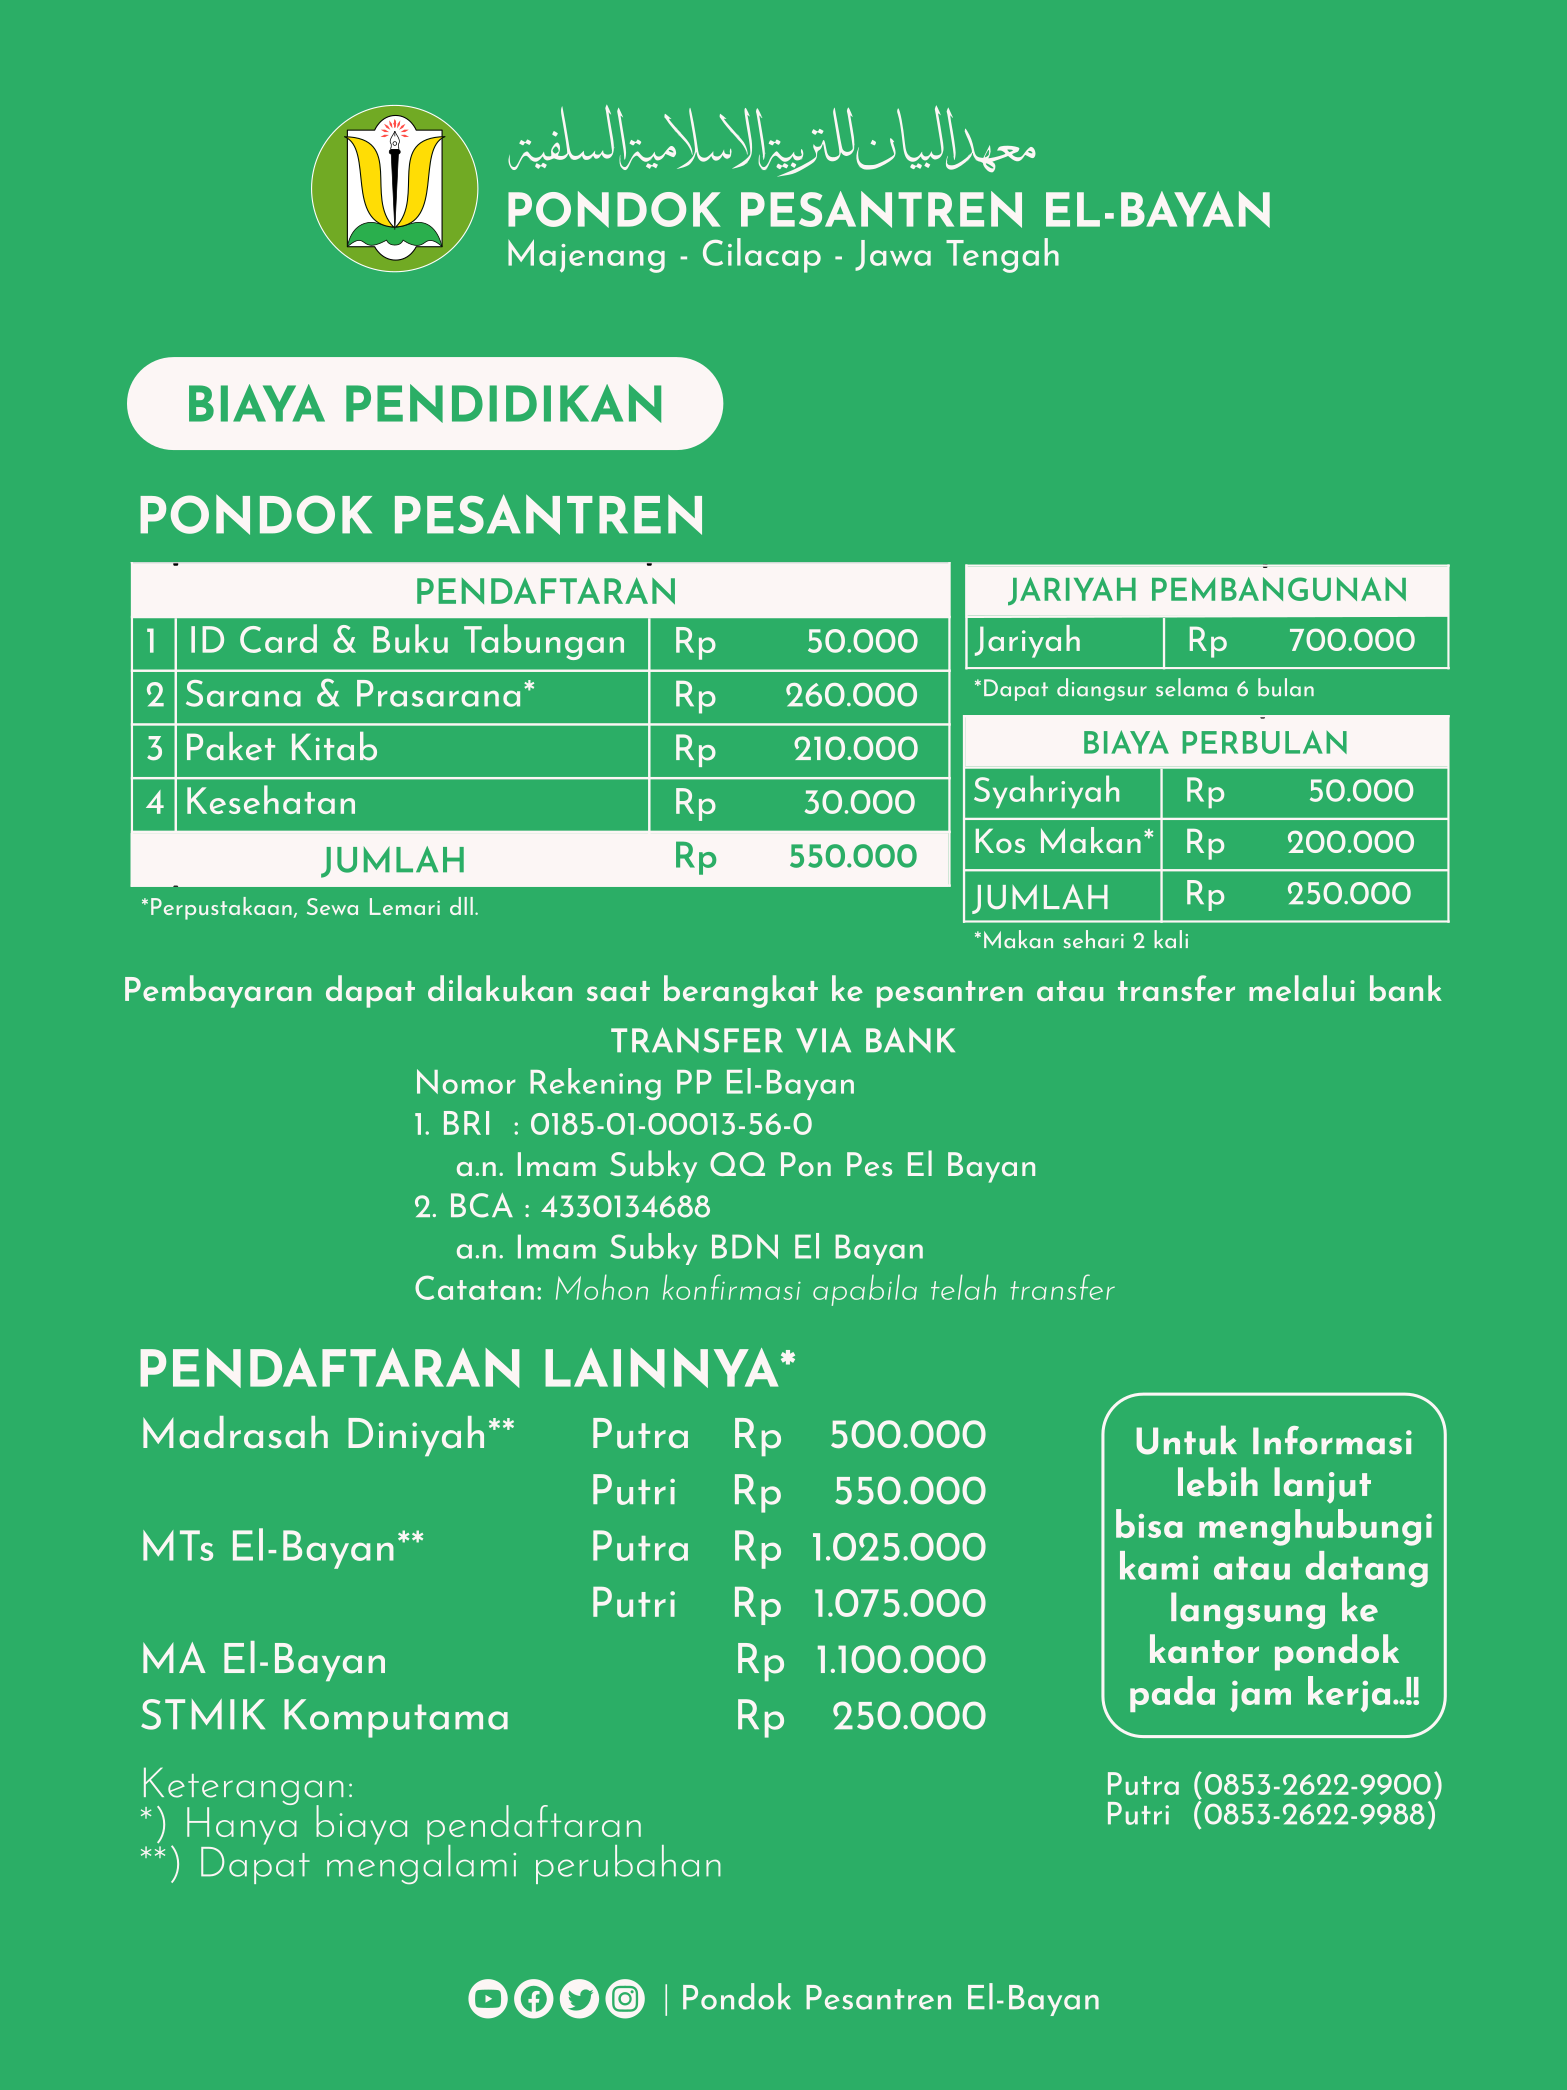 معهد البيان للتربية الاسلامية السلفية
PONDOK PESANTREN EL-BAYAN
Majenang - Cilacap - Jawa Tengah
BIAYA PENDIDIKAN
PONDOK PESANTREN
PENDAFTARAN
1 ID Card & Buku Tabungan Rp 50.000
2 Sarana & Prasarana* Rp 260.000
3 Paket Kitab Rp 210.000
4 Kesehatan Rp 30.000
JUMLAH Rp 550.000
*Perpustakaan, Sewa Lemari dll.
JARIYAH PEMBANGUNAN
Jariyah Rp 700.000
*Dapat diangsur selama 6 bulan
BIAYA PERBULAN
Syahriyah Rp 50.000
Kos Makan* Rp 200.000
JUMLAH Rp 250.000
*Makan sehari 2 kali
Pembayaran dapat dilakukan saat berangkat ke pesantren atau transfer melalui bank
TRANSFER VIA BANK
Nomor Rekening PP El-Bayan
1. BRI : 0185-01-00013-56-0
a.n. Imam Subky QQ Pon Pes El Bayan
2. BCA : 4330134688
a.n. Imam Subky BDN El Bayan
Catatan: Mohon konfirmasi apabila telah transfer
PENDAFTARAN LAINNYA*
Madrasah Diniyah** Putra Rp 500.000
Putri Rp 550.000
MTs El-Bayan** Putra Rp 1.025.000
Putri Rp 1.075.000
MA El-Bayan Rp 1.100.000
STMIK Komputama Rp 250.000
Keterangan:
*) Hanya biaya pendaftaran
**) Dapat mengalami perubahan
Untuk Informasi
lebih lanjut
bisa menghubungi
kami atau datang
langsung ke
kantor pondok
pada jam kerja..!!
Putra (0853-2622-9900)
Putri (0853-2622-9988)
| Pondok Pesantren El-Bayan